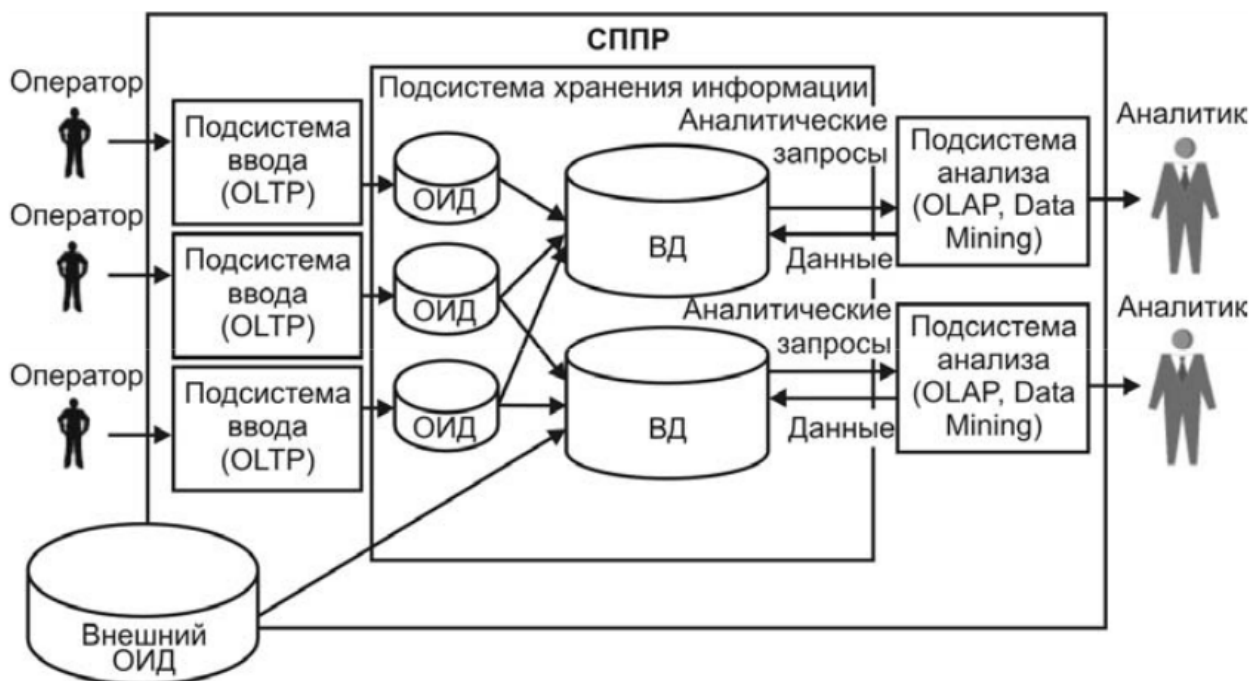 СППР
Оператор
Подсистема
ввода
(OLTP)
Оператор
Подсистема
ввода
(OLTP)
Оператор
Подсистема
ввода
(OLTP)
Внешний
ОИД
Подсистема хранения информации
ОИД
ОИД
ОИД
ВД
ВД
Аналитические
запросы
Данные
Аналитические
запросы
Данные
Подсистема
анализа
(OLAP, Data
Mining)
Аналитик
Подсистема
анализа
(OLAP, Data
Mining)
Аналитик